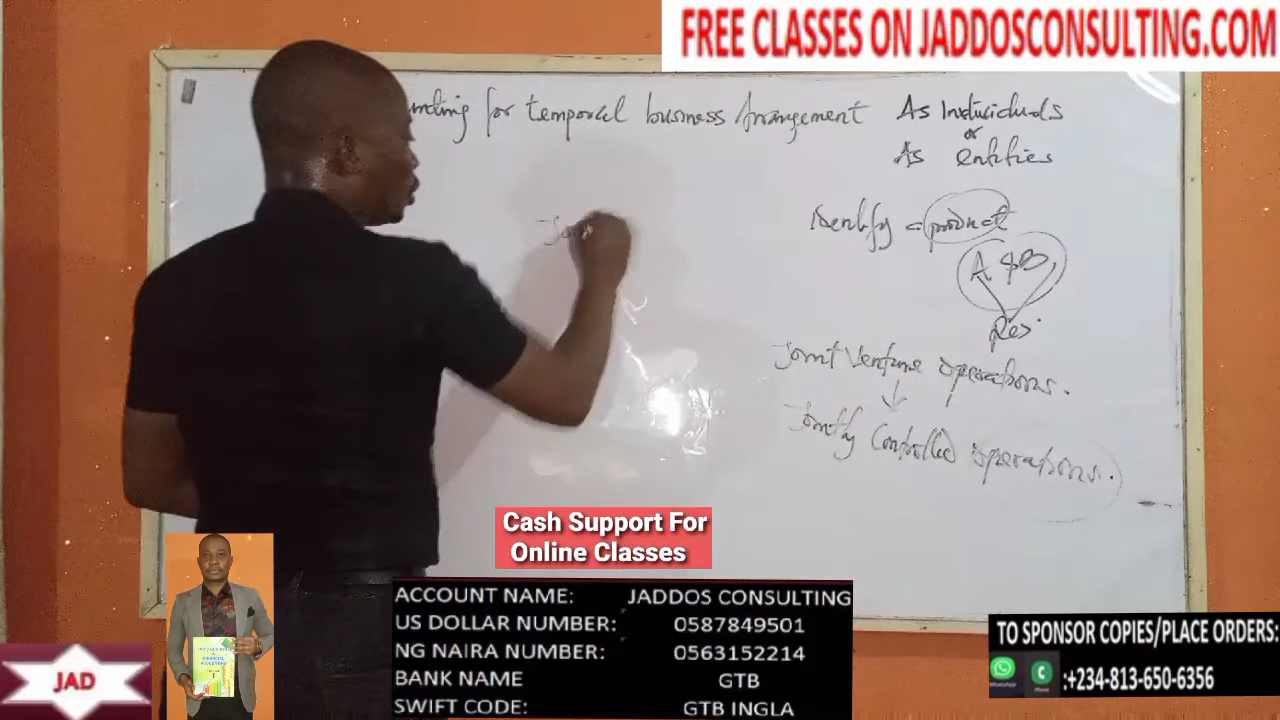 FREE CLASSES ON JADDOSCONSULTING.COM
for temporal business Arrangement
As Individuals
or
As entities
Identify a product
A & B
Joint Venture operations.
Jointly Controlled operations.
Cash Support For
Online Classes
ACCOUNT NAME: JADDOS CONSULTING
US DOLLAR NUMBER: 0587849501
NG NAIRA NUMBER: 0563152214
BANK NAME GTB
SWIFT CODE: GTB INGLA
TO SPONSOR COPIES/PLACE ORDERS:
:+234-813-650-6356
JAD